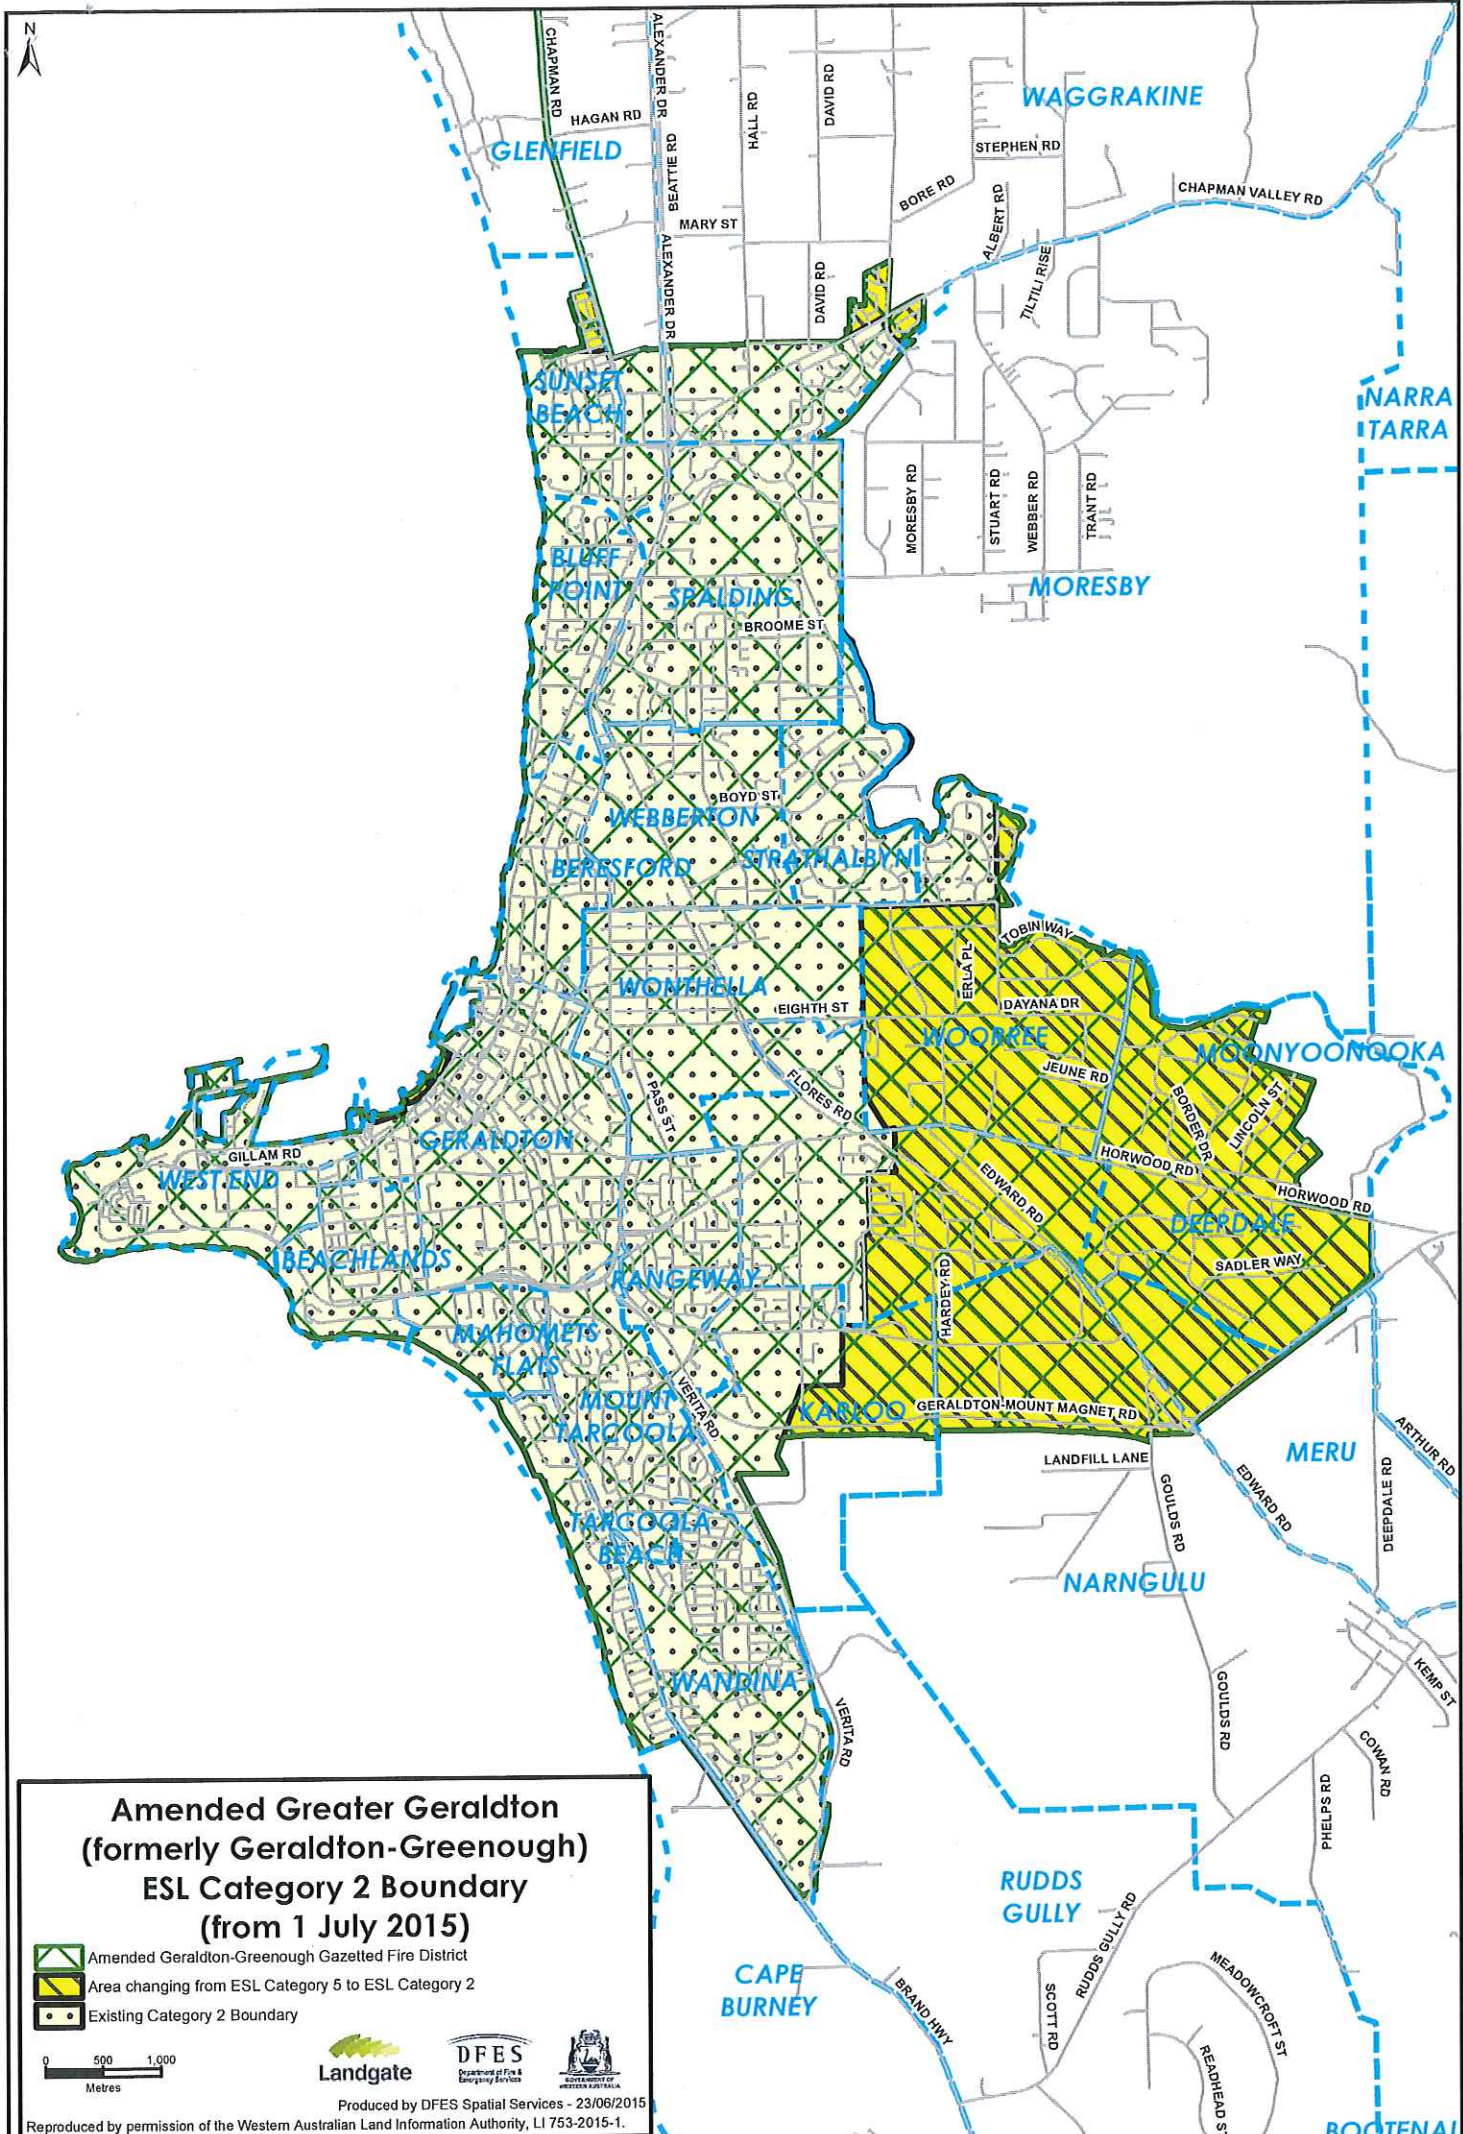 N
CHAPMAN RD
ALEXANDER DR
HAGAN RD
BEATTIE RD
HALL RD
DAVID RD
WAGGRAKINE
GLENFIELD
STEPHEN RD
BORE RD
ALBERT RD
CHAPMAN VALLEY RD
MARY ST
ALEXANDER DR
DAVID RD
TILTILI RISE
SUNSET
BEACH
NARRA
TARRA
MORESBY RD
STUART RD
WEBBER RD
TRANT RD
BLUFF
POINT
SPALDING
MORESBY
BROOME ST
BOYD ST
WEBBERTON
BERESFORD
STRATHALBYN
TOBIN WAY
ERLA PL
WONTHELLA
EIGHTH ST
DAYANA DR
WOORREE
MOONYOONOOKA
JEUNE RD
FLORES RD
PASS ST
BORDER DR
LINCOLN ST
GERALDTON
GILLAM RD
WEST END
HORWOOD RD
EDWARD RD
HORWOOD RD
DEEPDALE
BEACHLANDS
RANGEWAY
SADLER WAY
HARDEY RD
MAHOMETS
FLATS
MOUNT
TARCOOLA
VERITA RD
KARLOO
GERALDTON-MOUNT MAGNET RD
LANDFILL LANE
MERU
ARTHUR RD
EDWARD RD
GOULDS RD
DEEPDALE RD
TARCOOLA
BEACH
NARNGULU
WANDINA
VERITA RD
GOULDS RD
KEMP ST
COWAN RD
PHELPS RD
RUDDS
GULLY
RUDDS GULLY RD
CAPE
BURNEY
BRAND HWY
SCOTT RD
MEADOWCROFT ST
READHEAD ST
BOOTENAL
Amended Greater Geraldton
(formerly Geraldton-Greenough)
ESL Category 2 Boundary
(from 1 July 2015)
Amended Geraldton-Greenough Gazetted Fire District
Area changing from ESL Category 5 to ESL Category 2
Existing Category 2 Boundary
0 500 1,000
Metres
Landgate
DFES
Department of Fire &
Emergency Services
GOVERNMENT OF
WESTERN AUSTRALIA
Produced by DFES Spatial Services - 23/06/2015
Reproduced by permission of the Western Australian Land Information Authority, LI 753-2015-1.